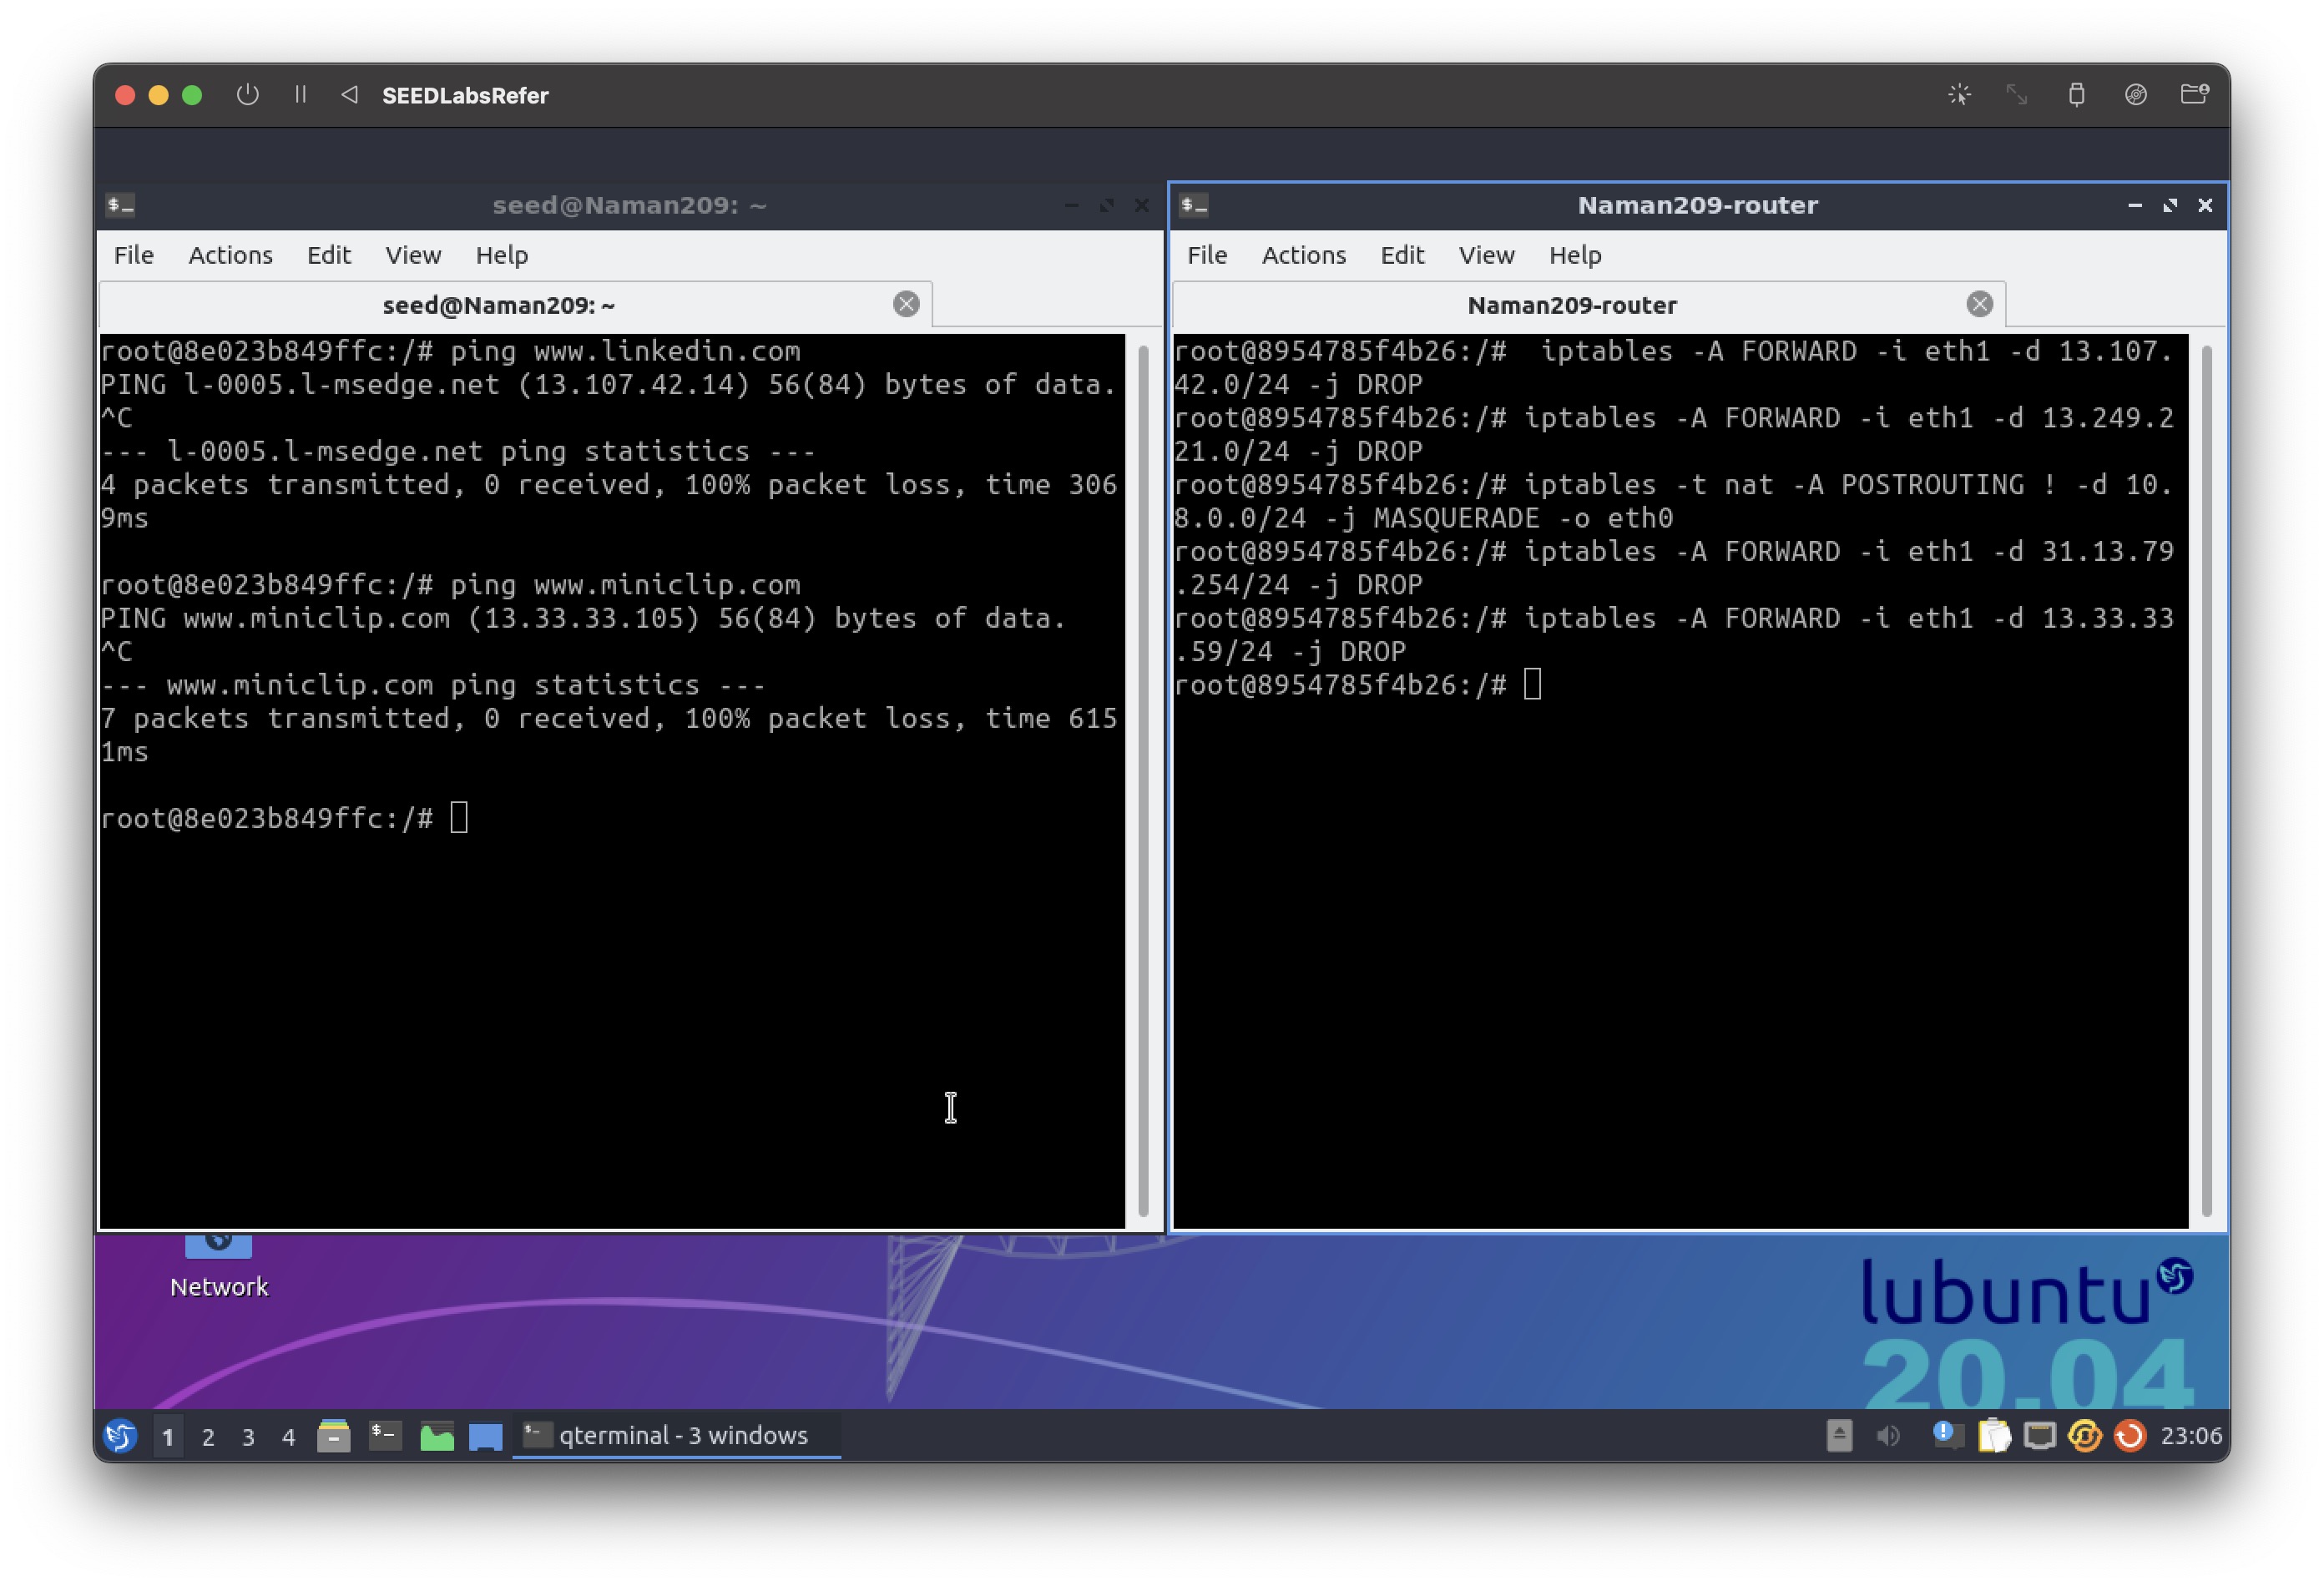 SEEDLabsRefer
seed@Naman209: ~
File Actions Edit View Help
seed@Naman209: ~
root@8e023b849ffc:/# ping www.linkedin.com
PING l-0005.l-msedge.net (13.107.42.14) 56(84) bytes of data.
^C
--- l-0005.l-msedge.net ping statistics ---
4 packets transmitted, 0 received, 100% packet loss, time 306
9ms
root@8e023b849ffc:/# ping www.miniclip.com
PING www.miniclip.com (13.33.33.105) 56(84) bytes of data.
^C
--- www.miniclip.com ping statistics ---
7 packets transmitted, 0 received, 100% packet loss, time 615
1ms
root@8e023b849ffc:/#
Naman209-router
File Actions Edit View Help
Naman209-router
root@8954785f4b26:/#  iptables -A FORWARD -i eth1 -d 13.107.
42.0/24 -j DROP
root@8954785f4b26:/# iptables -A FORWARD -i eth1 -d 13.249.2
21.0/24 -j DROP
root@8954785f4b26:/# iptables -t nat -A POSTROUTING ! -d 10.
8.0.0/24 -j MASQUERADE -o eth0
root@8954785f4b26:/# iptables -A FORWARD -i eth1 -d 31.13.79
.254/24 -j DROP
root@8954785f4b26:/# iptables -A FORWARD -i eth1 -d 13.33.33
.59/24 -j DROP
root@8954785f4b26:/#
Network
lubuntu
20.04
1 2 3 4
qterminal - 3 windows
23:06